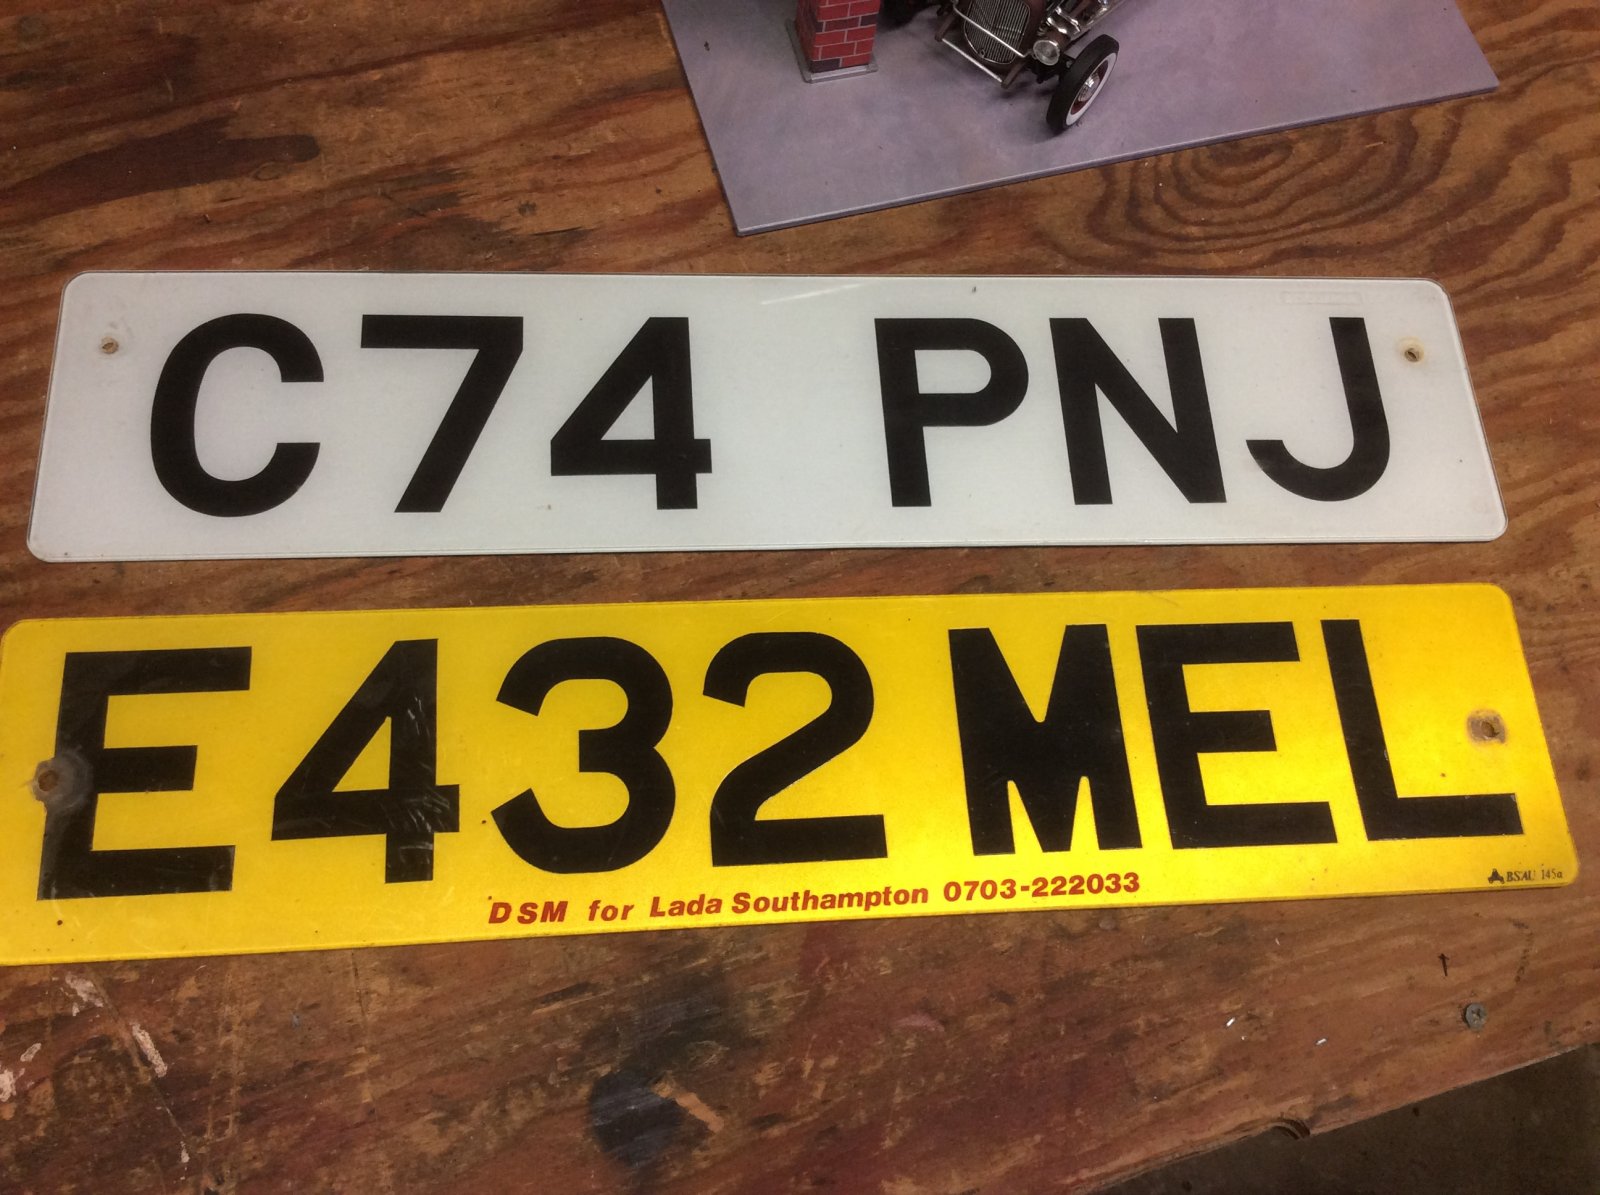 C74 PNJ
E432 MEL
DSM for Lada Southampton 0703-222033
BSAU 145a